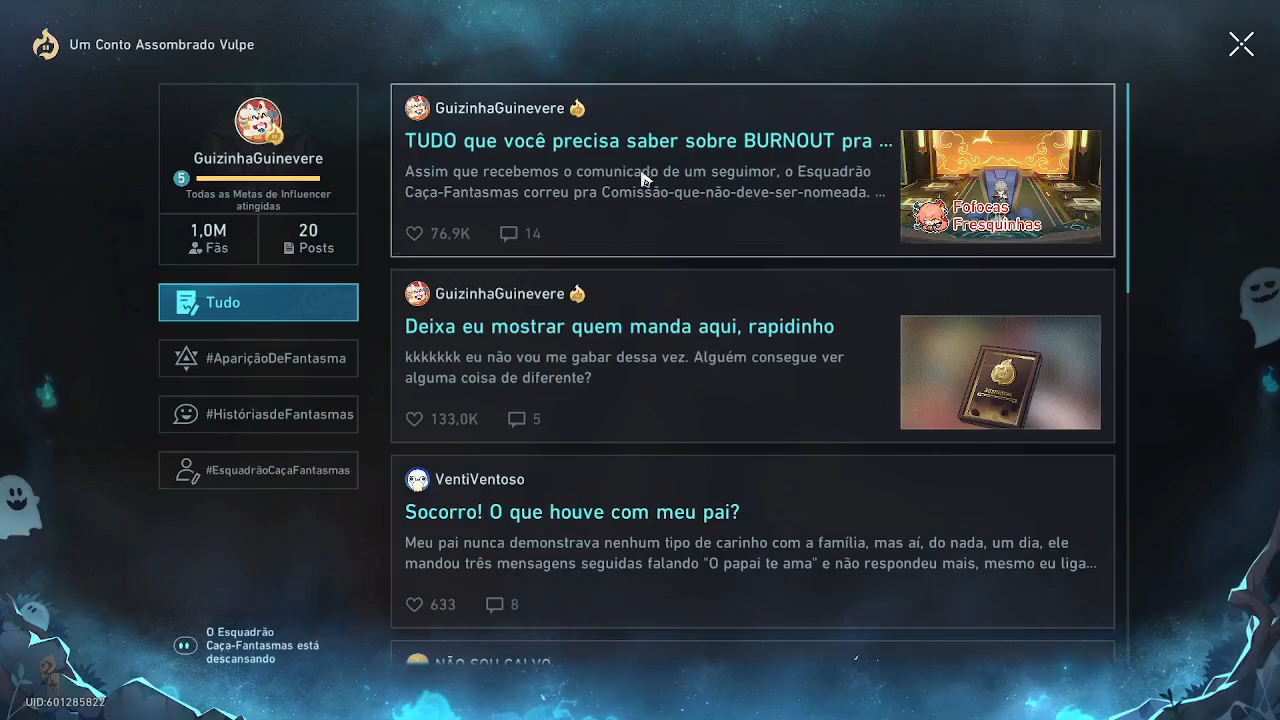 Um Conto Assombrado Vulpe
GuizinhaGuinevere
5
Todas as Metas de Influencer
atingidas
1,0M
Fãs
20
Posts
Tudo
#ApariçãoDeFantasma
#HistóriasdeFantasmas
#EsquadrãoCaçaFantasmas
O Esquadrão
Caça-Fantasmas está
descansando
UID:601285822
GuizinhaGuinevere
TUDO que você precisa saber sobre BURNOUT pra ...
Assim que recebemos o comunicado de um seguimor, o Esquadrão
Caça-Fantasmas correu pra Comissão-que-não-deve-ser-nomeada. ...
76,9K
14
Fofocas
Fresquinhas
GuizinhaGuinevere
Deixa eu mostrar quem manda aqui, rapidinho
kkkkkkk eu não vou me gabar dessa vez. Alguém consegue ver
alguma coisa de diferente?
133,0K
5
VentiVentoso
Socorro! O que houve com meu pai?
Meu pai nunca demonstrava nenhum tipo de carinho com a família, mas aí, do nada, um dia, ele
mandou três mensagens seguidas falando "O papai te ama" e não respondeu mais, mesmo eu liga...
633
8
NÃO SOU CALVO